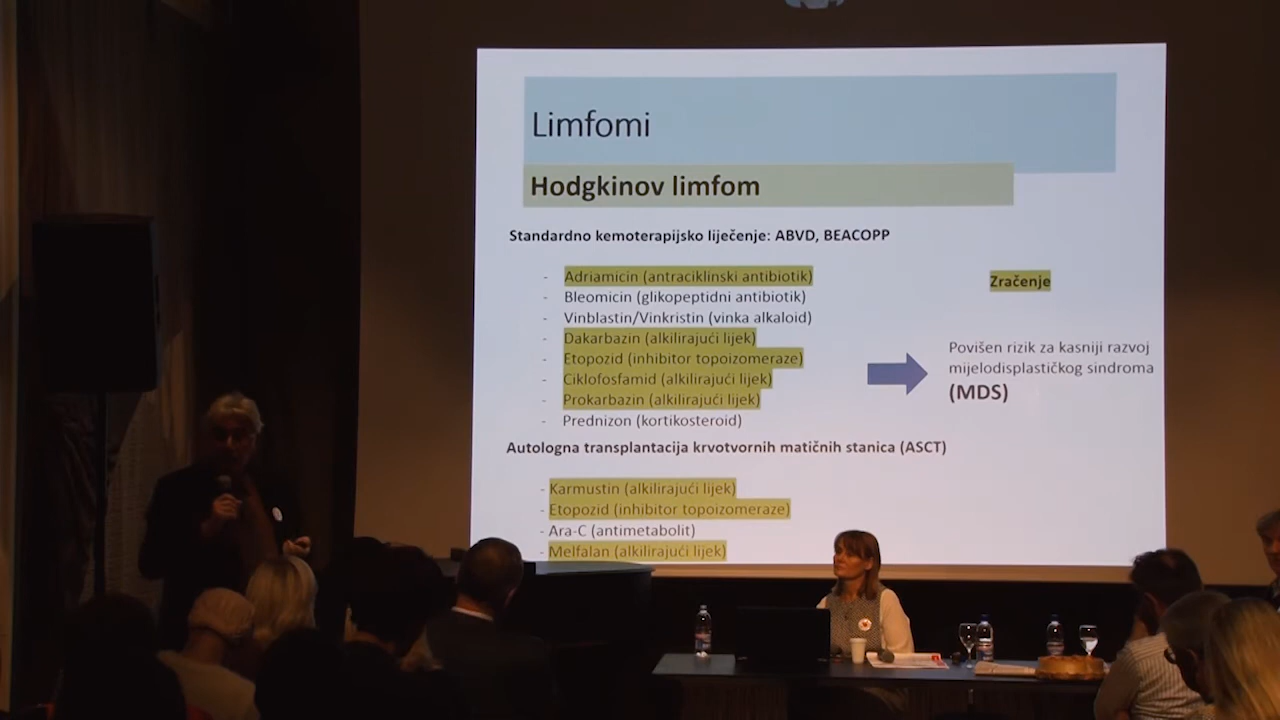 Limfomi
Hodgkinov limfom
Standardno kemoterapijsko liječenje: ABVD, BEACOPP
- Adriamicin (antraciklinski antibiotik)
- Bleomicin (glikopeptidni antibiotik)
- Vinblastin/Vinkristin (vinka alkaloid)
- Dakarbazin (alkilirajući lijek)
- Etopozid (inhibitor topoizomeraze)
- Ciklofosfamid (alkilirajući lijek)
- Prokarbazin (alkilirajući lijek)
- Prednizon (kortikosteroid)
Zračenje
Povišen rizik za kasniji razvoj
mijelodisplastičkog sindroma
(MDS)
Autologna transplantacija krvotvornih matičnih stanica (ASCT)
- Karmustin (alkilirajući lijek)
- Etopozid (inhibitor topoizomeraze)
- Ara-C (antimetabolit)
- Melfalan (alkilirajući lijek)